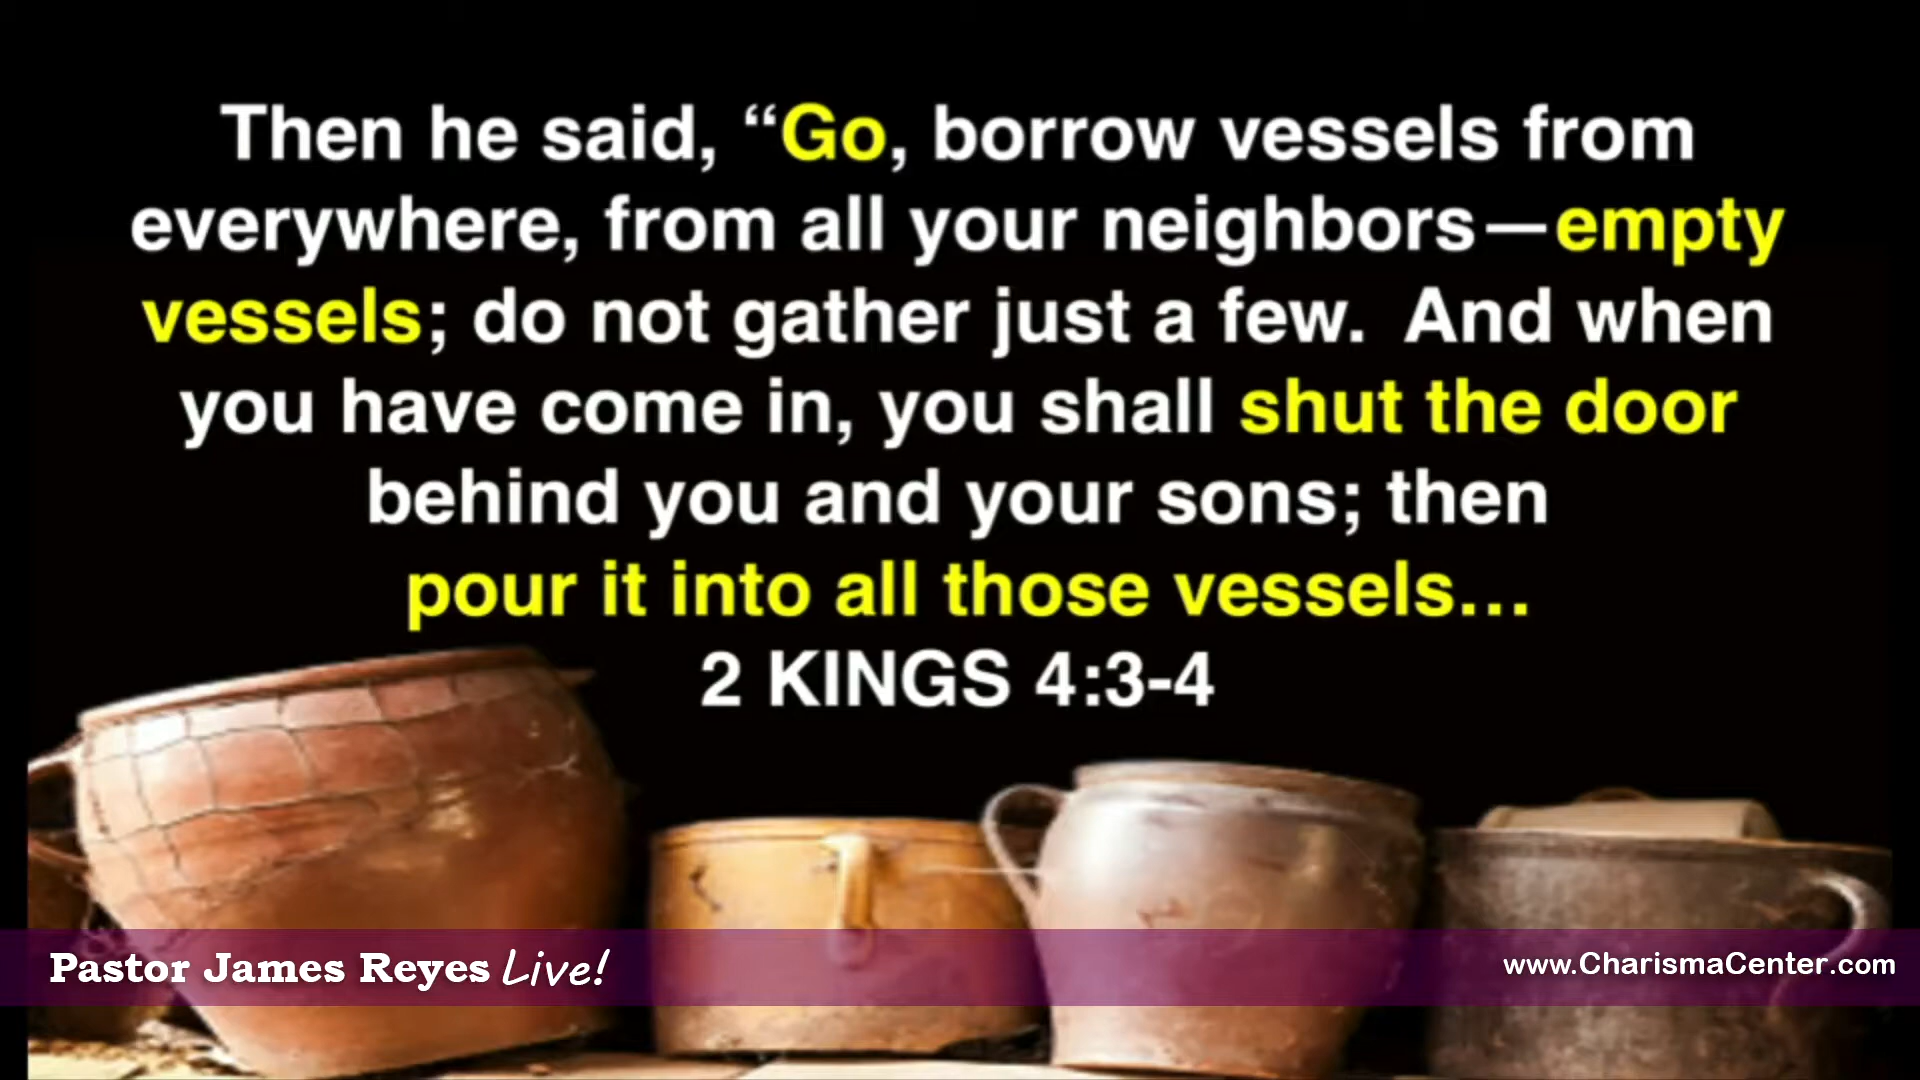 Then he said, “Go, borrow vessels from
everywhere, from all your neighbors—empty
vessels; do not gather just a few.  And when
you have come in, you shall shut the door
behind you and your sons; then
pour it into all those vessels…
2 KINGS 4:3-4
Pastor James Reyes Live!
www.CharismaCenter.com